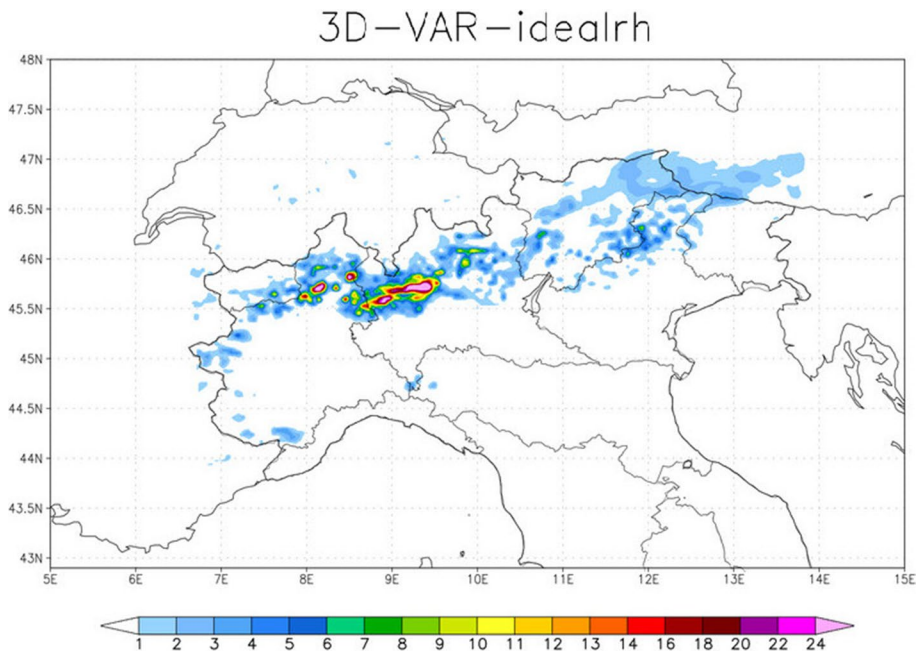 3D-VAR-idealrh
48N
47.5N
47N
46.5N
46N
45.5N
45N
44.5N
44N
43.5N
43N
5E 6E 7E 8E 9E 10E 11E 12E 13E 14E 15E
1 2 3 4 5 6 7 8 9 10 11 12 13 14 16 18 20 22 24